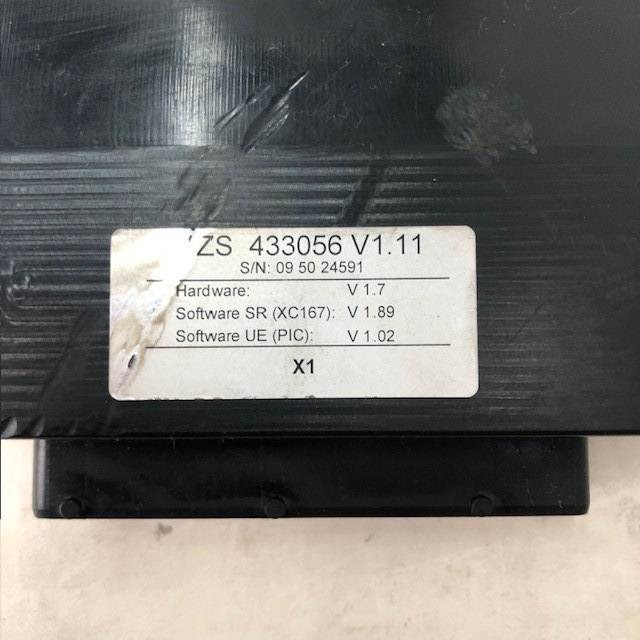 ZS 433056 V1.11
S/N: 09 50 24591
Hardware: V 1.7
Software SR (XC167): V 1.89
Software UE (PIC): V 1.02
X1